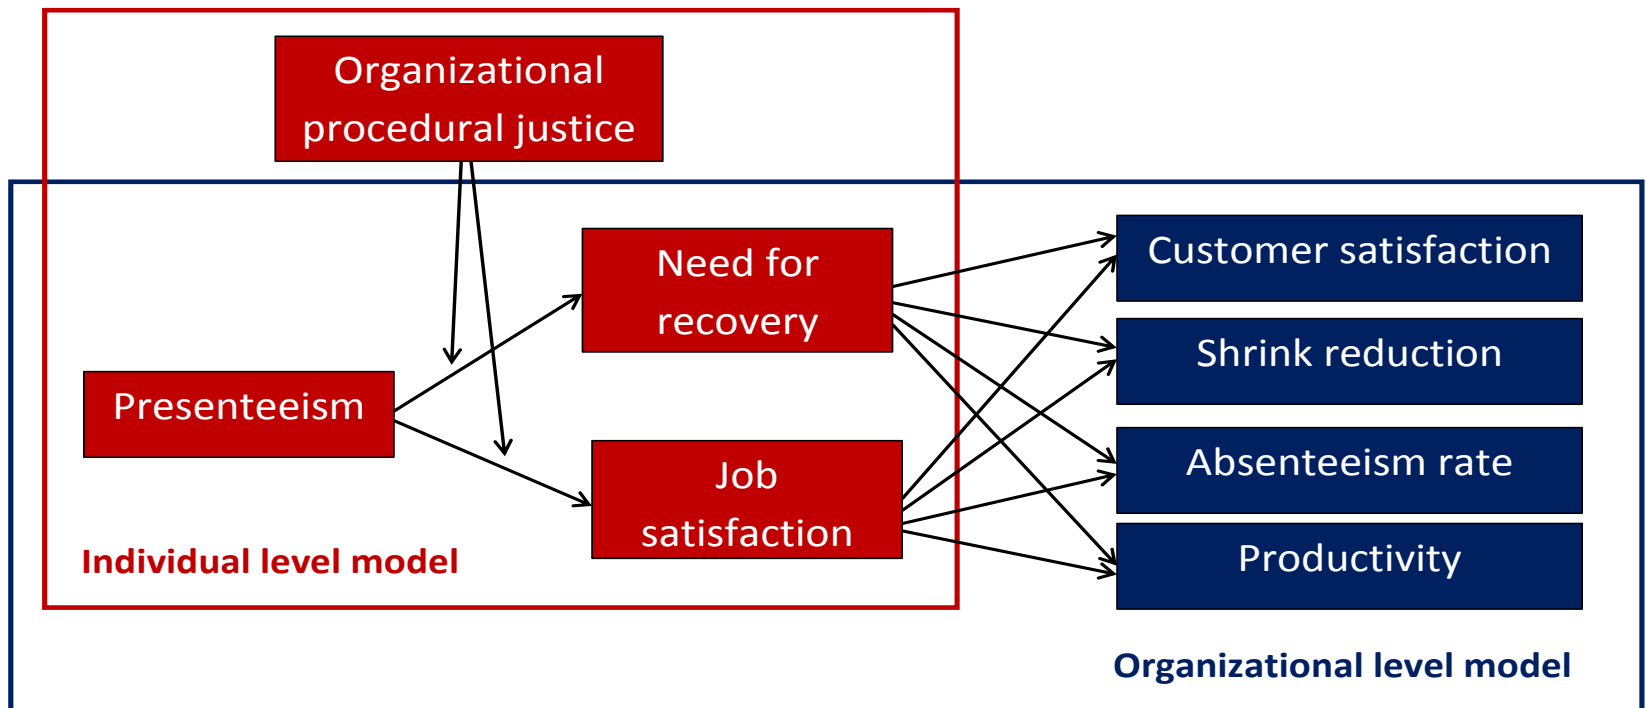 Organizational
procedural justice
Need for
recovery
Customer satisfaction
Shrink reduction
Presenteeism
Absenteeism rate
Job
satisfaction
Productivity
Individual level model
Organizational level model